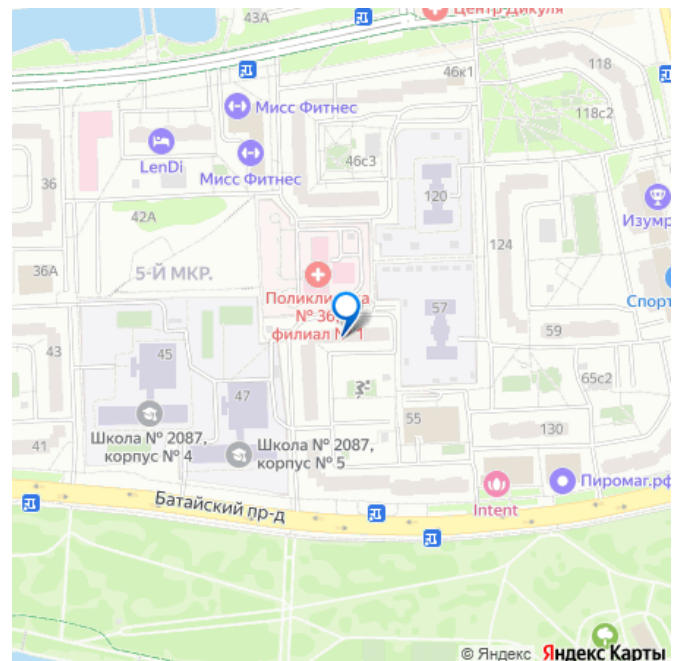 43А
Центр Дикуля
46к1
118
118с2
Мисс Фитнес
LenDi
Мисс Фитнес
46с3
36
120
42А
Изумр
124
36А
5-Й МКР.
Поликлиника
№ 36,
филиал № 1
Спорт
57
59
43
45
65с2
47
55
130
41
Школа № 2087,
корпус № 4
Школа № 2087,
корпус № 5
Батайский пр-д
Intent
Пиромаг.рф
© Яндекс Яндекс Карты